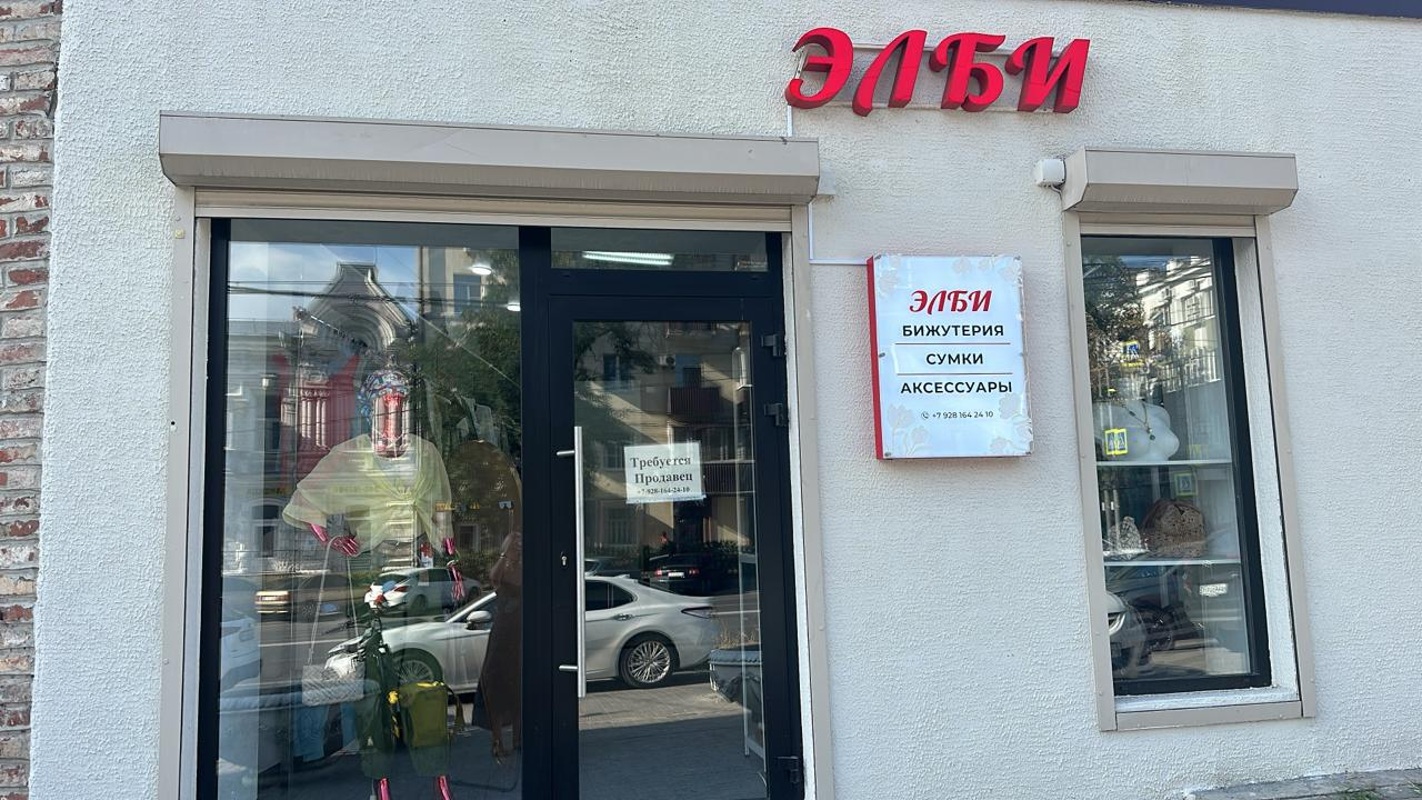 ЭЛБИ
ЭЛБИ
БИЖУТЕРИЯ
СУМКИ
АКСЕССУАРЫ
+7 928 164 24 10
Требуется
Продавец
+7-928-164-24-10